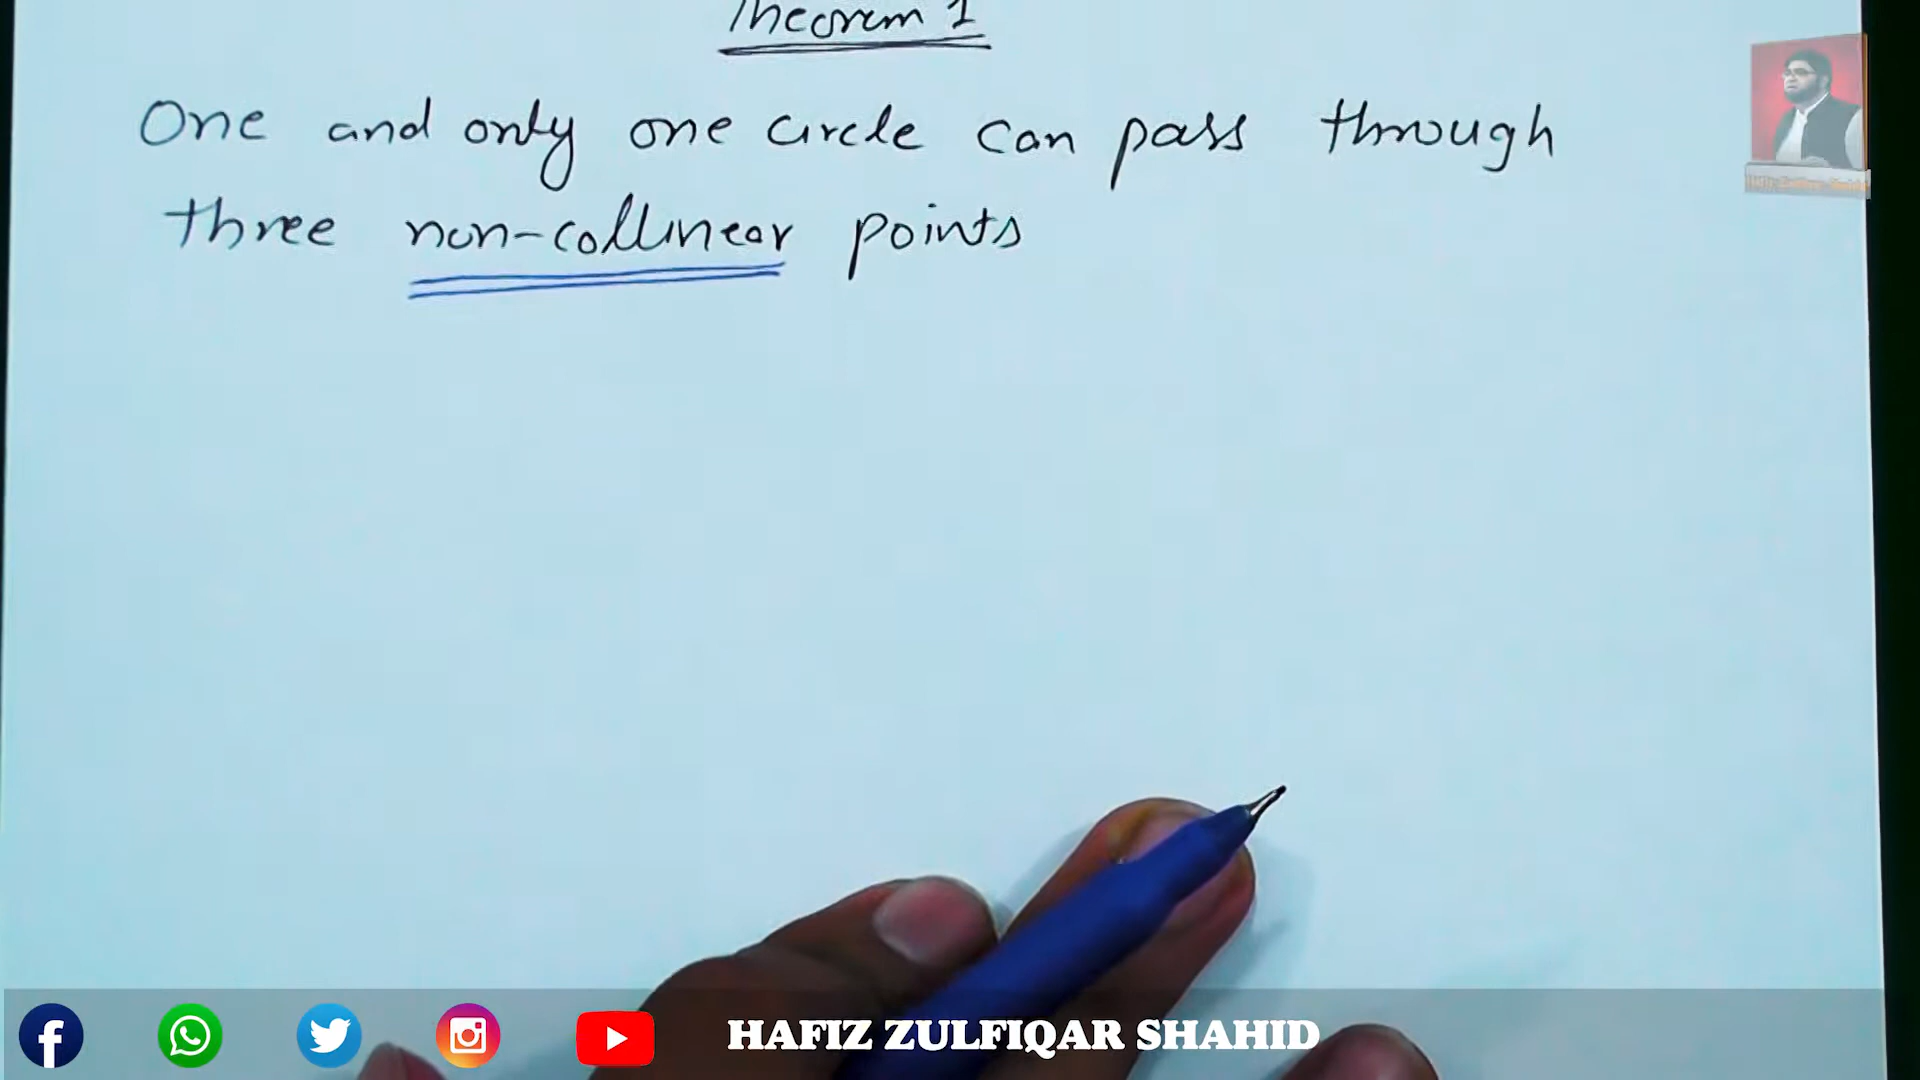 Theorem 1
One and only one circle can pass through
three non-collinear points
HAFIZ ZULFIQAR SHAHID